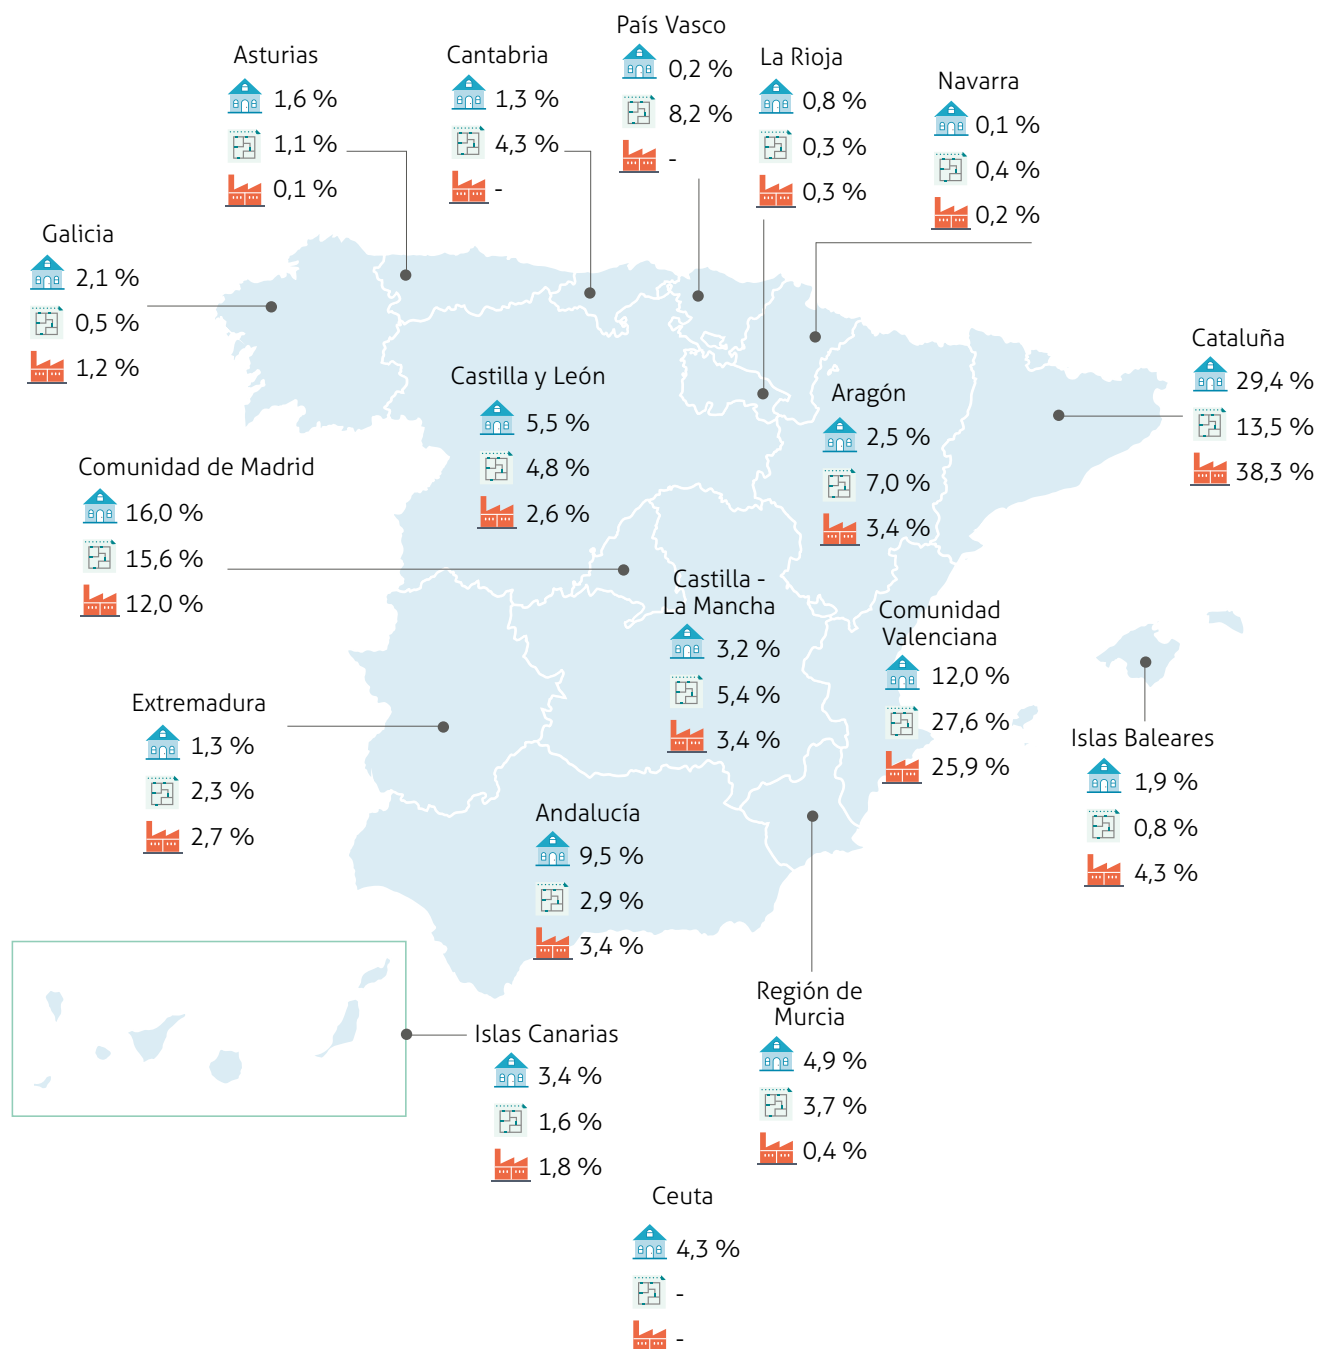 País Vasco
0,2 %
8,2 %
-
Asturias
1,6 %
1,1 %
0,1 %
Cantabria
1,3 %
4,3 %
-
La Rioja
0,8 %
0,3 %
0,3 %
Navarra
0,1 %
0,4 %
0,2 %
Galicia
2,1 %
0,5 %
1,2 %
Cataluña
29,4 %
13,5 %
38,3 %
Castilla y León
5,5 %
4,8 %
2,6 %
Aragón
2,5 %
7,0 %
3,4 %
Comunidad de Madrid
16,0 %
15,6 %
12,0 %
Castilla -
La Mancha
3,2 %
5,4 %
3,4 %
Comunidad
Valenciana
12,0 %
27,6 %
25,9 %
Extremadura
1,3 %
2,3 %
2,7 %
Islas Baleares
1,9 %
0,8 %
4,3 %
Andalucía
9,5 %
2,9 %
3,4 %
Región de
Murcia
4,9 %
3,7 %
0,4 %
Islas Canarias
3,4 %
1,6 %
1,8 %
Ceuta
4,3 %
-
-